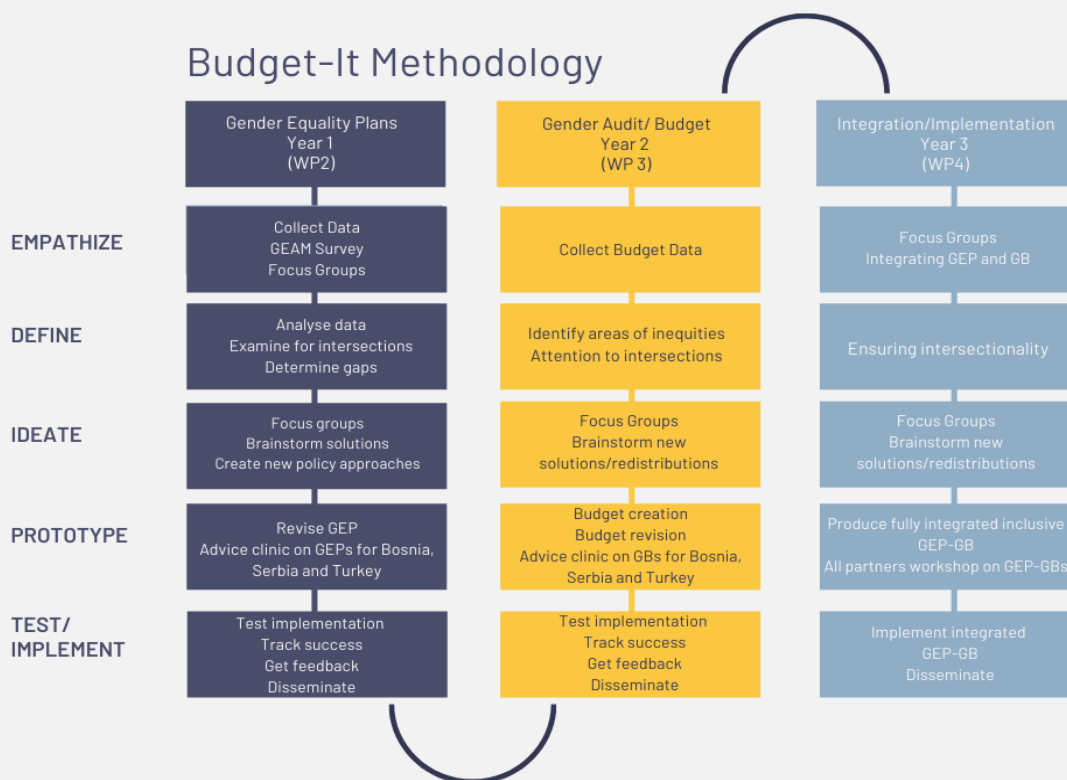 Budget-It Methodology
Gender Equality Plans
Year 1
(WP2)
Gender Audit/ Budget
Year 2
(WP 3)
Integration/Implementation
Year 3
(WP4)
EMPATHIZE
Collect Data
GEAM Survey
Focus Groups
Collect Budget Data
Focus Groups
Integrating GEP and GB
DEFINE
Analyse data
Examine for intersections
Determine gaps
Identify areas of inequities
Attention to intersections
Ensuring intersectionality
IDEATE
Focus groups
Brainstorm solutions
Create new policy approaches
Focus Groups
Brainstorm new
solutions/redistributions
Focus Groups
Brainstorm new
solutions/redistributions
PROTOTYPE
Revise GEP
Advice clinic on GEPs for Bosnia,
Serbia and Turkey
Budget creation
Budget revision
Advice clinic on GBs for Bosnia,
Serbia and Turkey
Produce fully integrated inclusive
GEP-GB
All partners workshop on GEP-GBs
TEST/
IMPLEMENT
Test implementation
Track success
Get feedback
Disseminate
Test implementation
Track success
Get feedback
Disseminate
Implement integrated
GEP-GB
Disseminate